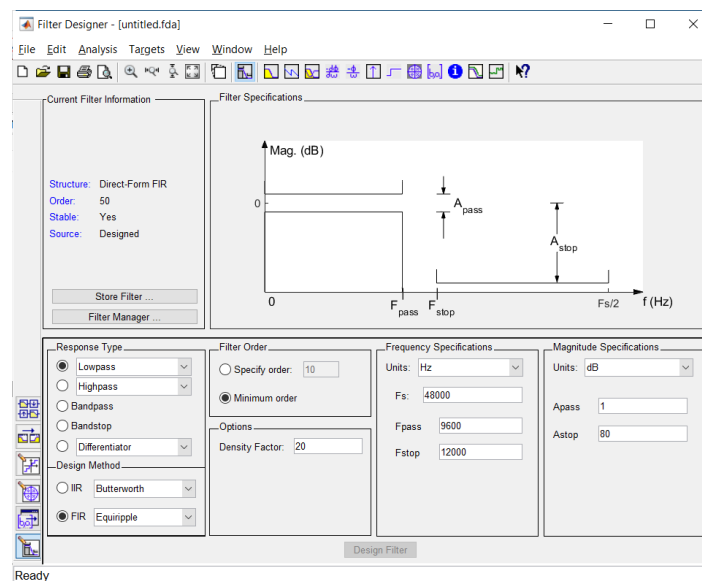 Filter Designer - [untitled.fda]
File Edit Analysis Targets View Window Help
Current Filter Information
Structure: Direct-Form FIR
Order: 50
Stable: Yes
Source: Designed
Store Filter ...
Filter Manager ...
Filter Specifications
Mag. (dB)
0
A pass
A stop
0
F pass
F stop
Fs/2
f (Hz)
Response Type
Lowpass
Highpass
Bandpass
Bandstop
Differentiator
Design Method
IIR Butterworth
FIR Equiripple
Filter Order
Specify order: 10
Minimum order
Options
Density Factor: 20
Frequency Specifications
Units: Hz
Fs: 48000
Fpass 9600
Fstop 12000
Magnitude Specifications
Units: dB
Apass 1
Astop 80
Design Filter
Ready